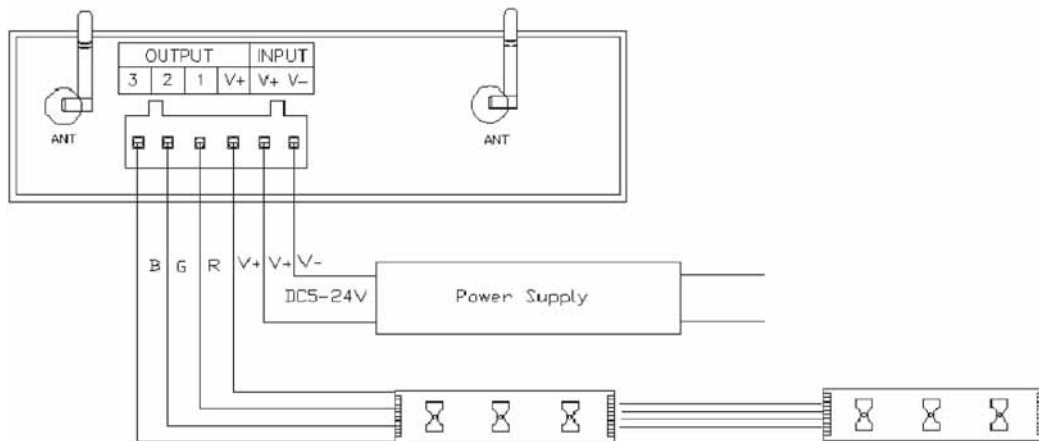 OUTPUT INPUT
3 2 1 V+ V+ V-
ANT
ANT
B G R V+ V+ V-
DC5-24V
Power Supply